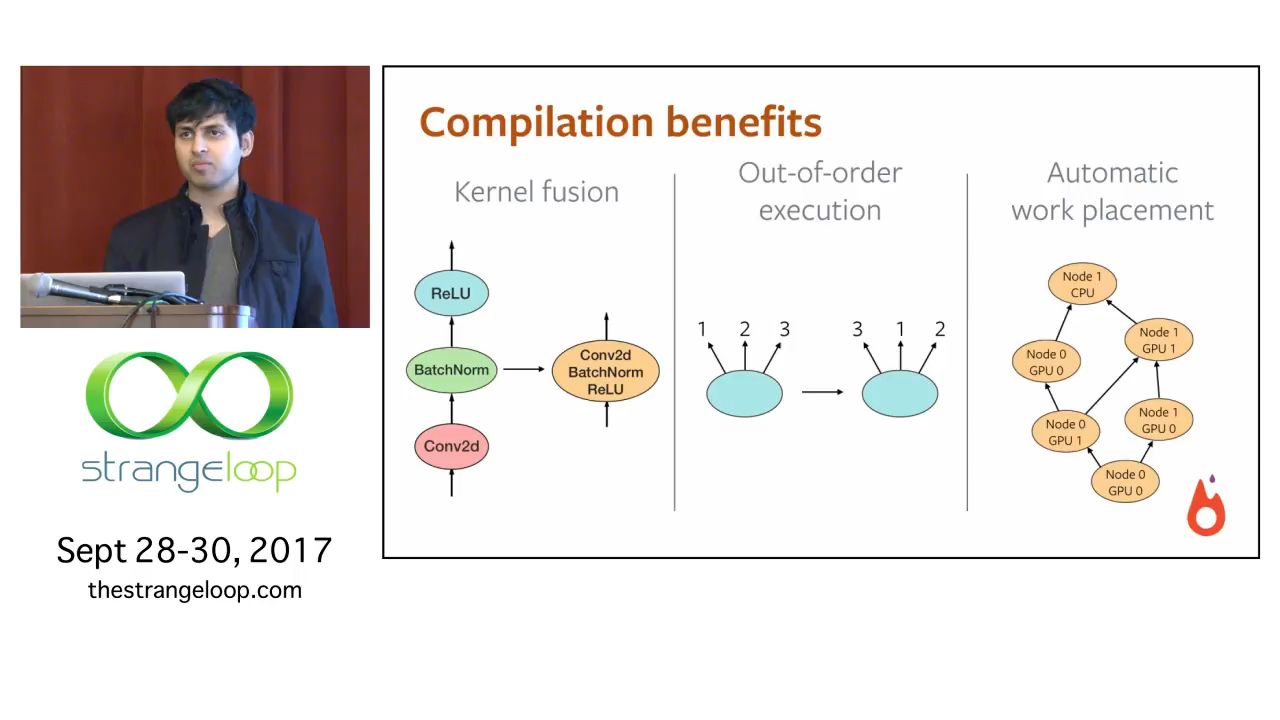 Compilation benefits
Kernel fusion
ReLU
BatchNorm
Conv2d
Conv2d
BatchNorm
ReLU
Out-of-order
execution
1 2 3
3 1 2
Automatic
work placement
Node 1
CPU
Node 1
GPU 1
Node 0
GPU 0
Node 1
GPU 0
Node 0
GPU 1
Node 0
GPU 0
strangeloop
Sept 28-30, 2017
thestrangeloop.com